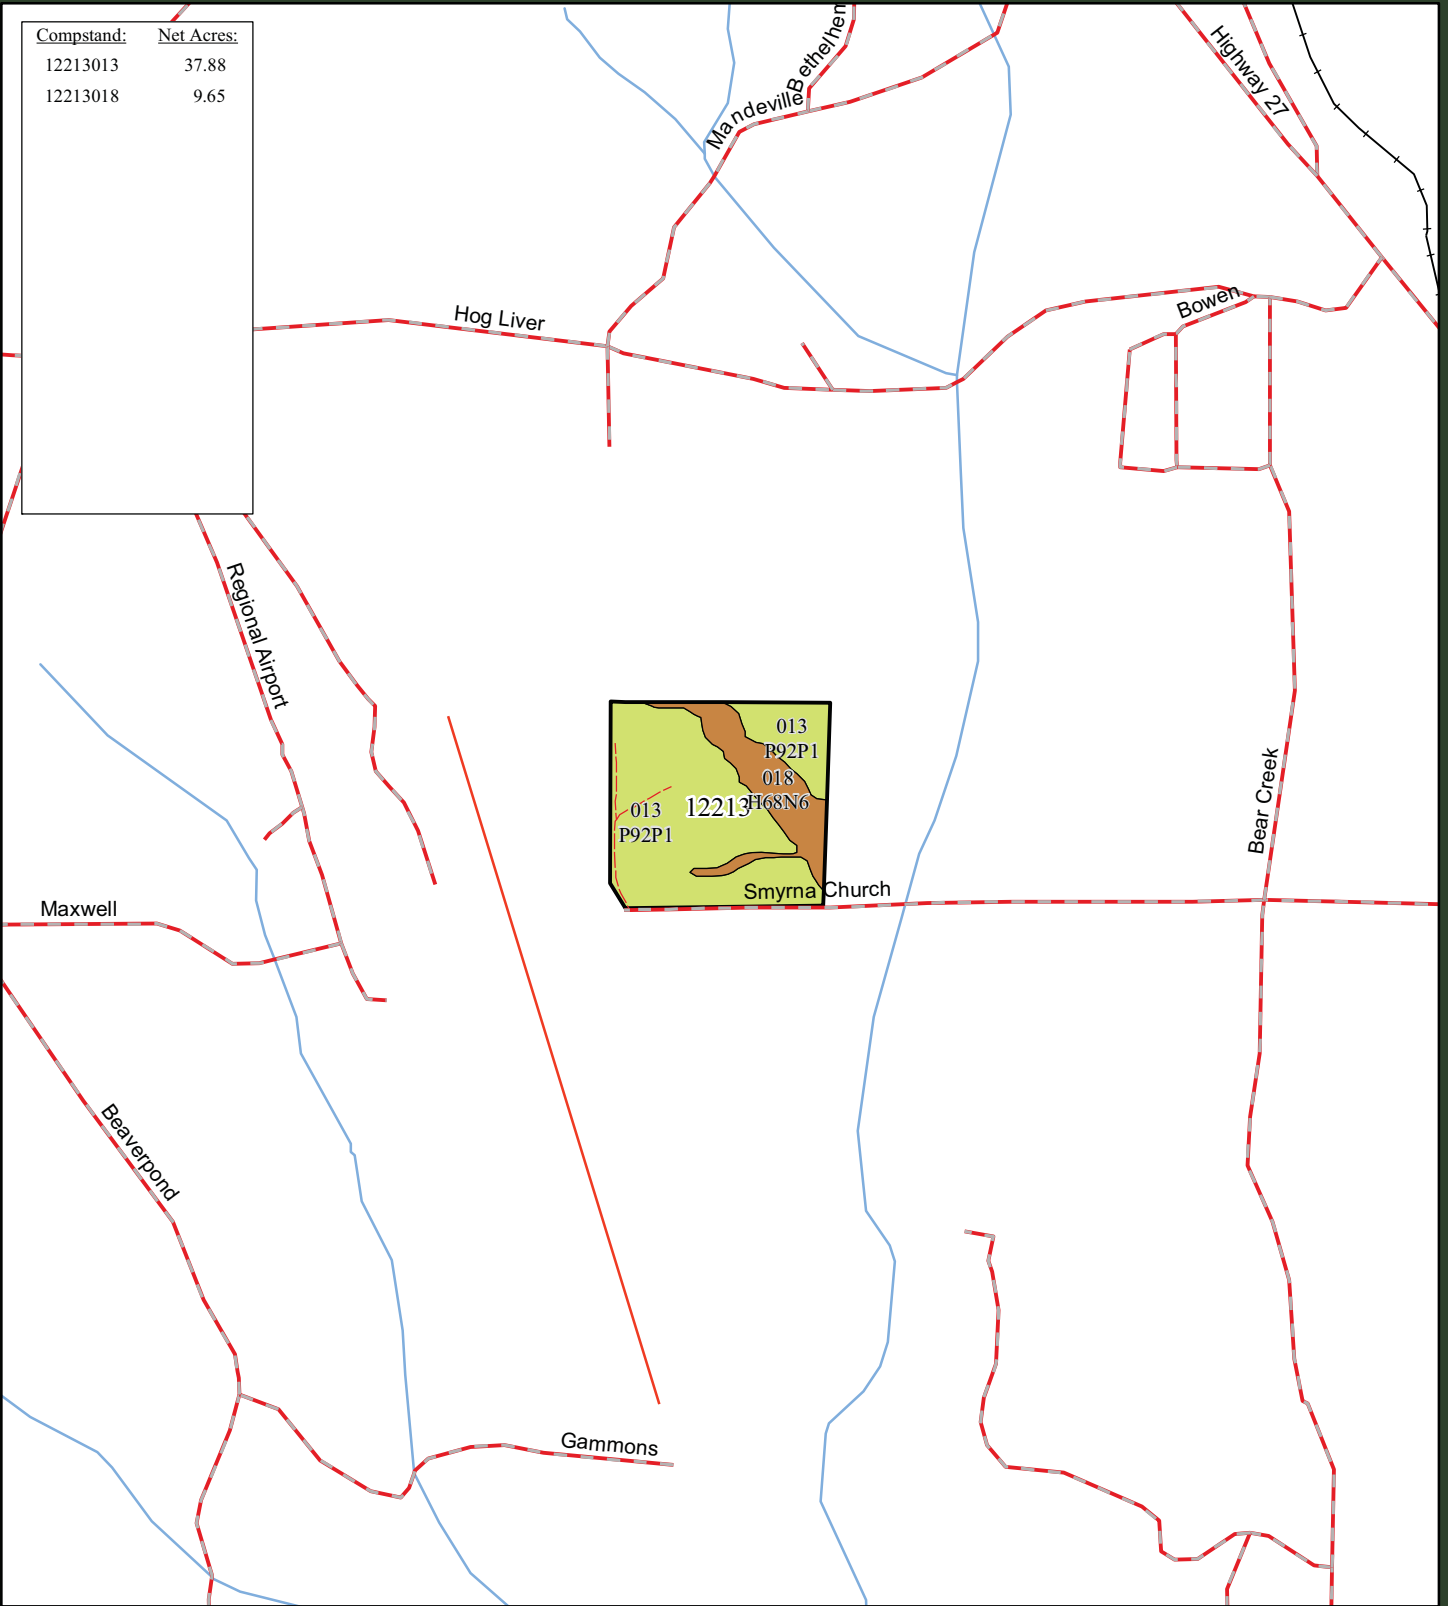 Compstand: Net Acres:
12213013 37.88
12213018 9.65
Bethelhem
Mandeville
Highway 27
Hog Liver
Bowen
Regional Airport
013
P92P1
018
H68N6
12213
013
P92P1
Bear Creek
Smyrna Church
Maxwell
Beaverpond
Gammons